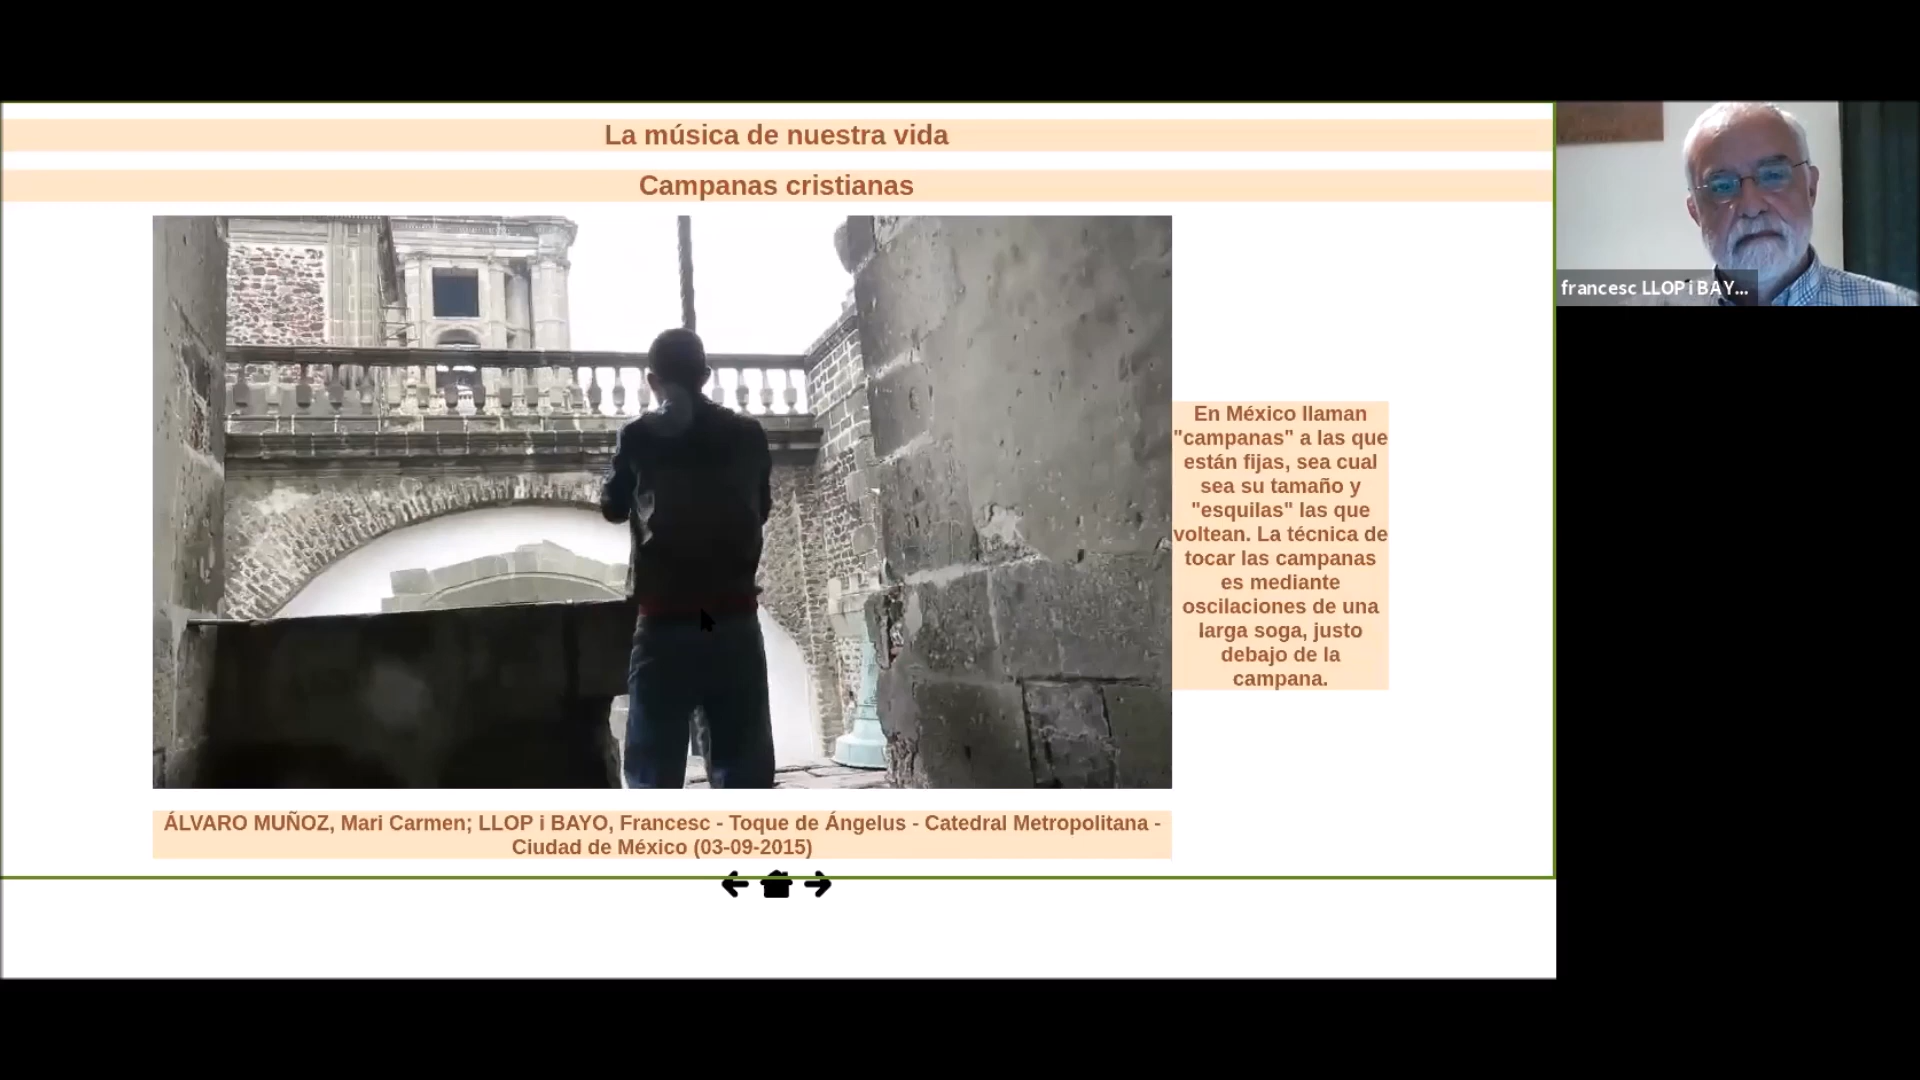 La música de nuestra vida
Campanas cristianas
francesc LLOP i BAY...
En México llaman
"campanas" a las que
están fijas, sea cual
sea su tamaño y
"esquilas" las que
voltean. La técnica de
tocar las campanas
es mediante
oscilaciones de una
larga soga, justo
debajo de la
campana.
ÁLVARO MUÑOZ, Mari Carmen; LLOP i BAYO, Francesc - Toque de Ángelus - Catedral Metropolitana -
Ciudad de México (03-09-2015)